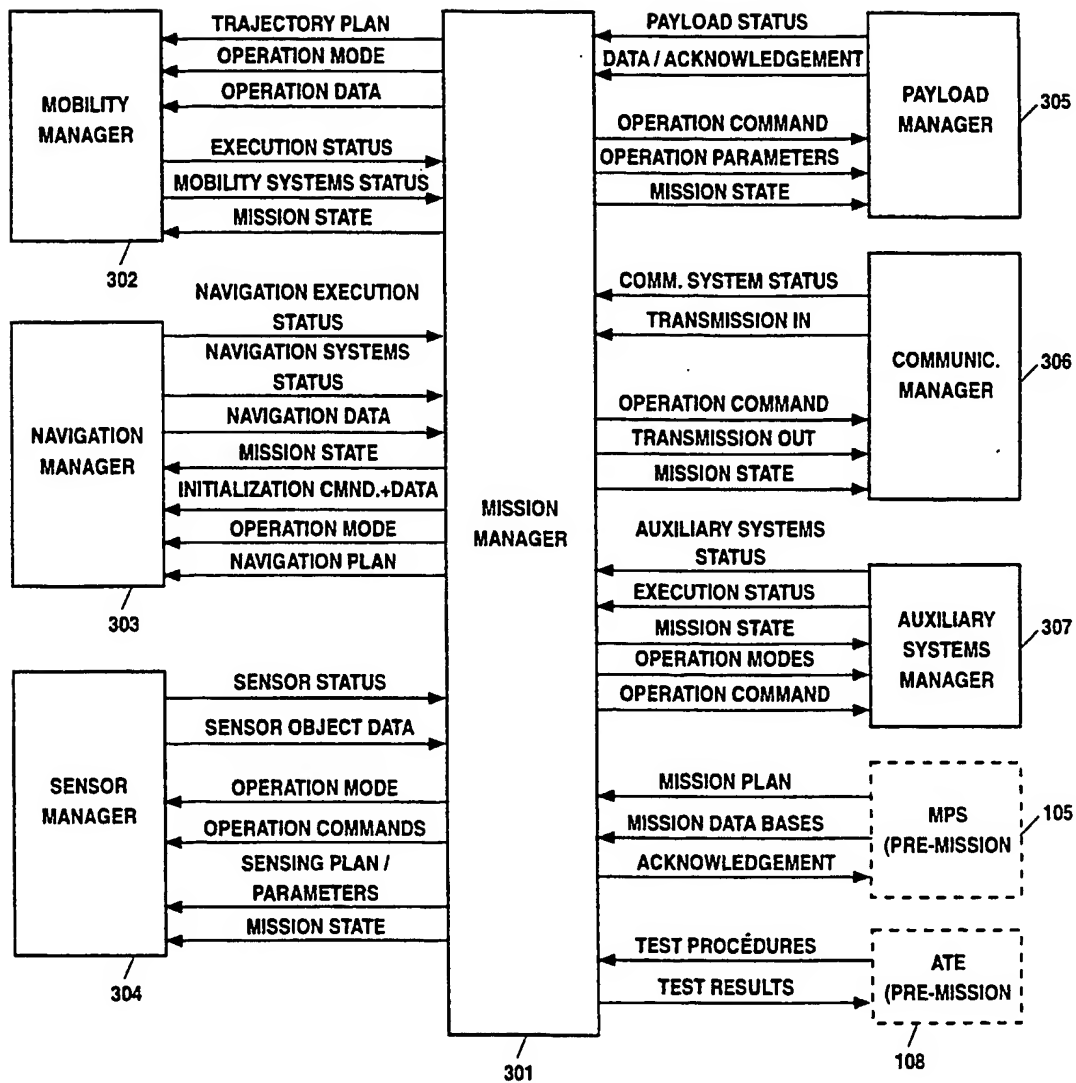 TRAJECTORY PLAN
OPERATION MODE
OPERATION DATA
MOBILITY
MANAGER
EXECUTION STATUS
MOBILITY SYSTEMS STATUS
MISSION STATE
302
NAVIGATION EXECUTION
STATUS
NAVIGATION SYSTEMS
STATUS
NAVIGATION DATA
NAVIGATION
MANAGER
MISSION STATE
INITIALIZATION CMND.+DATA
OPERATION MODE
NAVIGATION PLAN
303
SENSOR STATUS
SENSOR OBJECT DATA
SENSOR
MANAGER
OPERATION MODE
OPERATION COMMANDS
SENSING PLAN /
PARAMETERS
MISSION STATE
304
MISSION
MANAGER
301
PAYLOAD STATUS
DATA / ACKNOWLEDGEMENT
PAYLOAD
MANAGER
305
OPERATION COMMAND
OPERATION PARAMETERS
MISSION STATE
COMM. SYSTEM STATUS
TRANSMISSION IN
COMMUNIC.
MANAGER
306
OPERATION COMMAND
TRANSMISSION OUT
MISSION STATE
AUXILIARY SYSTEMS
STATUS
EXECUTION STATUS
MISSION STATE
OPERATION MODES
OPERATION COMMAND
AUXILIARY
SYSTEMS
MANAGER
307
MISSION PLAN
MISSION DATA BASES
ACKNOWLEDGEMENT
MPS
(PRE-MISSION
105
TEST PROCÉDURES
TEST RESULTS
ATE
(PRE-MISSION
108